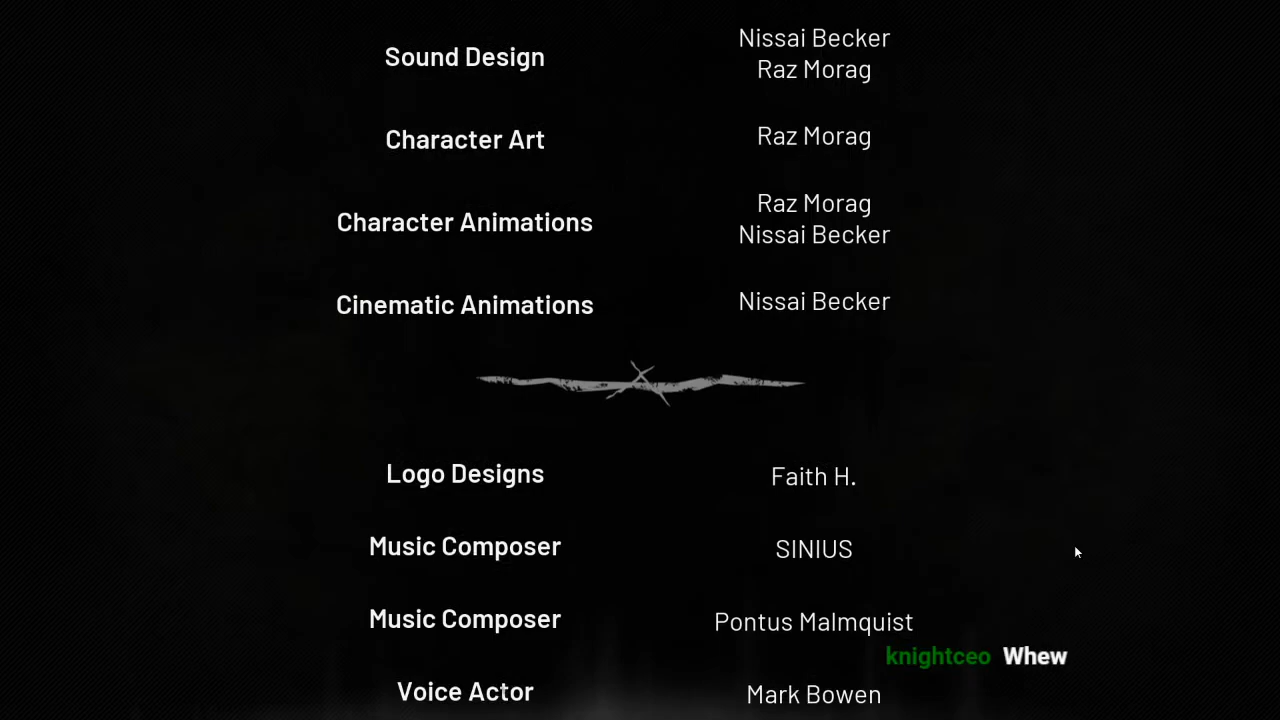 Sound Design
Nissai Becker
Raz Morag
Character Art
Raz Morag
Character Animations
Raz Morag
Nissai Becker
Cinematic Animations
Nissai Becker
Logo Designs
Faith H.
Music Composer
SINIUS
Music Composer
Pontus Malmquist
knightceo Whew
Voice Actor
Mark Bowen